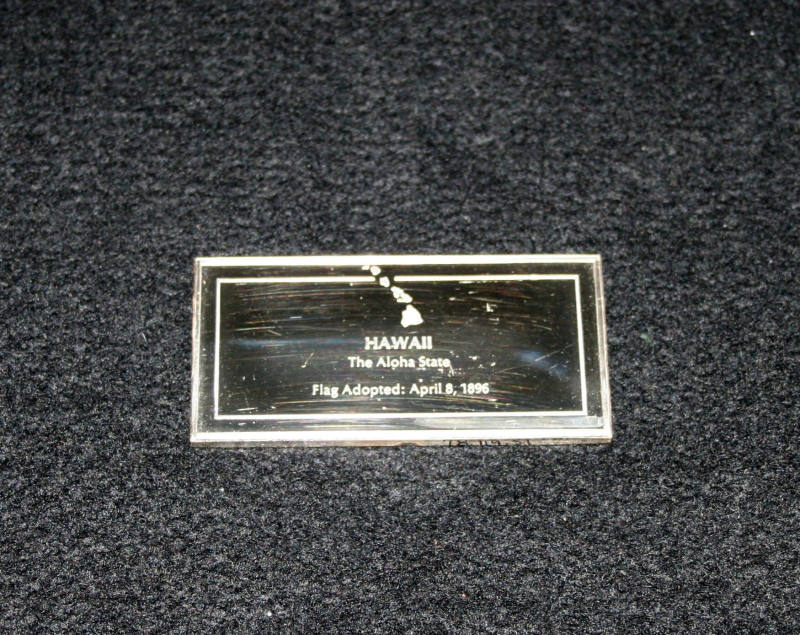 HAWAII
The Aloha State
Flag Adopted: April 8, 1896